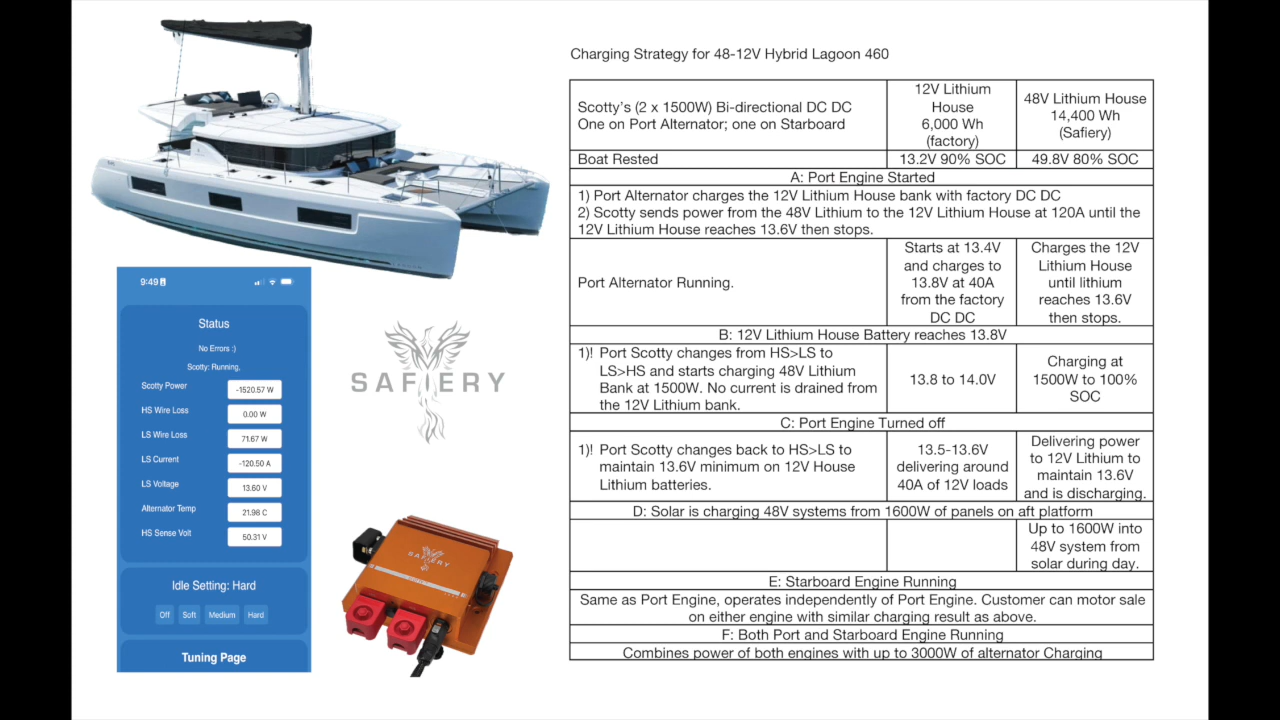 Charging Strategy for 48-12V Hybrid Lagoon 460
Scotty's (2 x 1500W) Bi-directional DC DC
One on Port Alternator; one on Starboard
12V Lithium
House
6,000 Wh
(factory)
48V Lithium House
14,400 Wh
(Safiery)
Boat Rested
13.2V 90% SOC
49.8V 80% SOC
A: Port Engine Started
1) Port Alternator charges the 12V Lithium House bank with factory DC DC
2) Scotty sends power from the 48V Lithium to the 12V Lithium House at 120A until the
12V Lithium House reaches 13.6V then stops.
Port Alternator Running.
Starts at 13.4V
and charges to
13.8V at 40A
from the factory
DC DC
Charges the 12V
Lithium House
until lithium
reaches 13.6V
then stops.
B: 12V Lithium House Battery reaches 13.8V
1)! Port Scotty changes from HS>LS to
LS>HS and starts charging 48V Lithium
Bank at 1500W. No current is drained from
the 12V Lithium bank.
13.8 to 14.0V
Charging at
1500W to 100%
SOC
C: Port Engine Turned off
1)! Port Scotty changes back to HS>LS to
maintain 13.6V minimum on 12V House
Lithium batteries.
13.5-13.6V
delivering around
40A of 12V loads
Delivering power
to 12V Lithium to
maintain 13.6V
and is discharging.
D: Solar is charging 48V systems from 1600W of panels on aft platform
Up to 1600W into
48V system from
solar during day.
E: Starboard Engine Running
Same as Port Engine, operates independently of Port Engine. Customer can motor sale
on either engine with similar charging result as above.
F: Both Port and Starboard Engine Running
Combines power of both engines with up to 3000W of alternator Charging
9:49
Status
No Errors :)
Scotty: Running,
Scotty Power -1520.57 W
HS Wire Loss 0.00 W
LS Wire Loss 71.67 W
LS Current -120.50 A
LS Voltage 13.60 V
Alternator Temp 21.98 C
HS Sense Volt 50.31 V
Idle Setting: Hard
Off Soft Medium Hard
Tuning Page
SAFIERY
SAFIERY